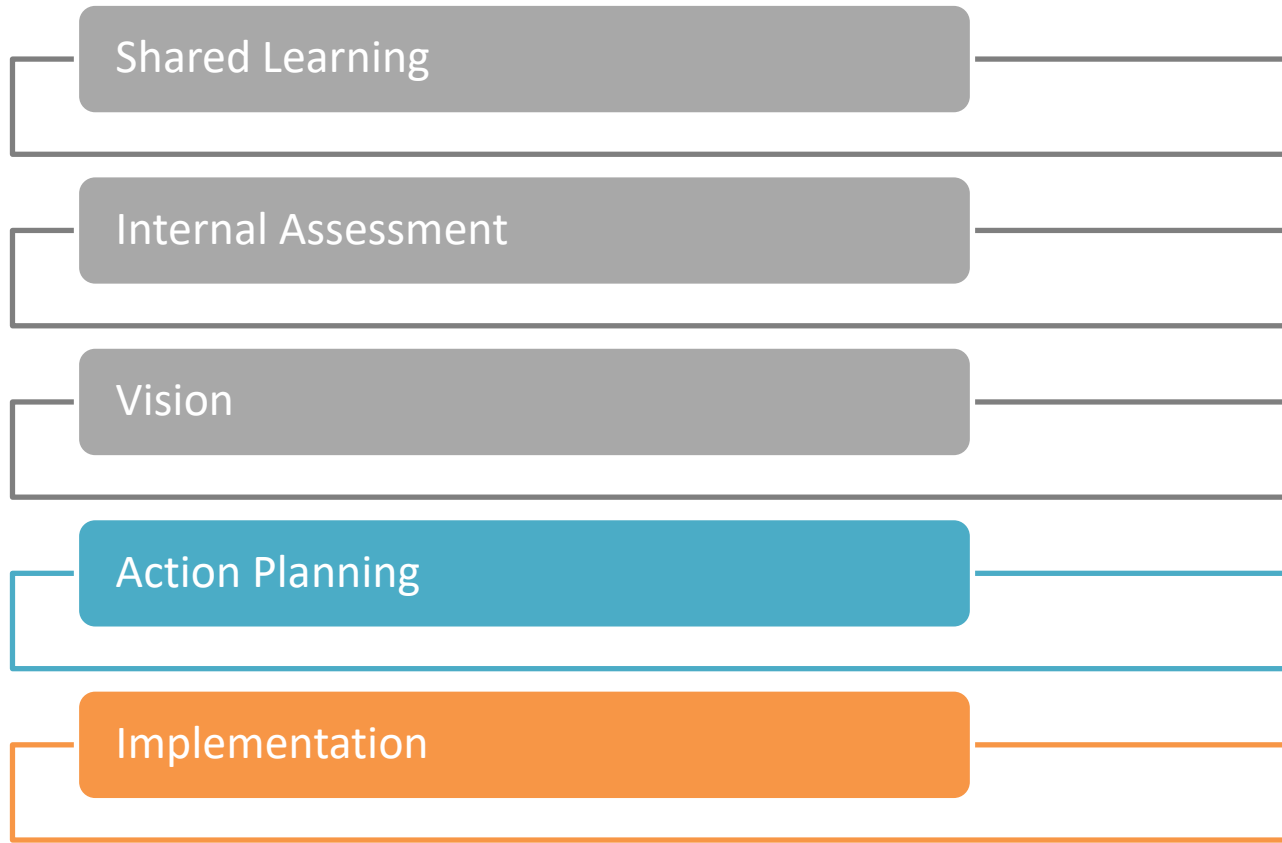 Shared Learning
Internal Assessment
Vision
Action Planning
Implementation